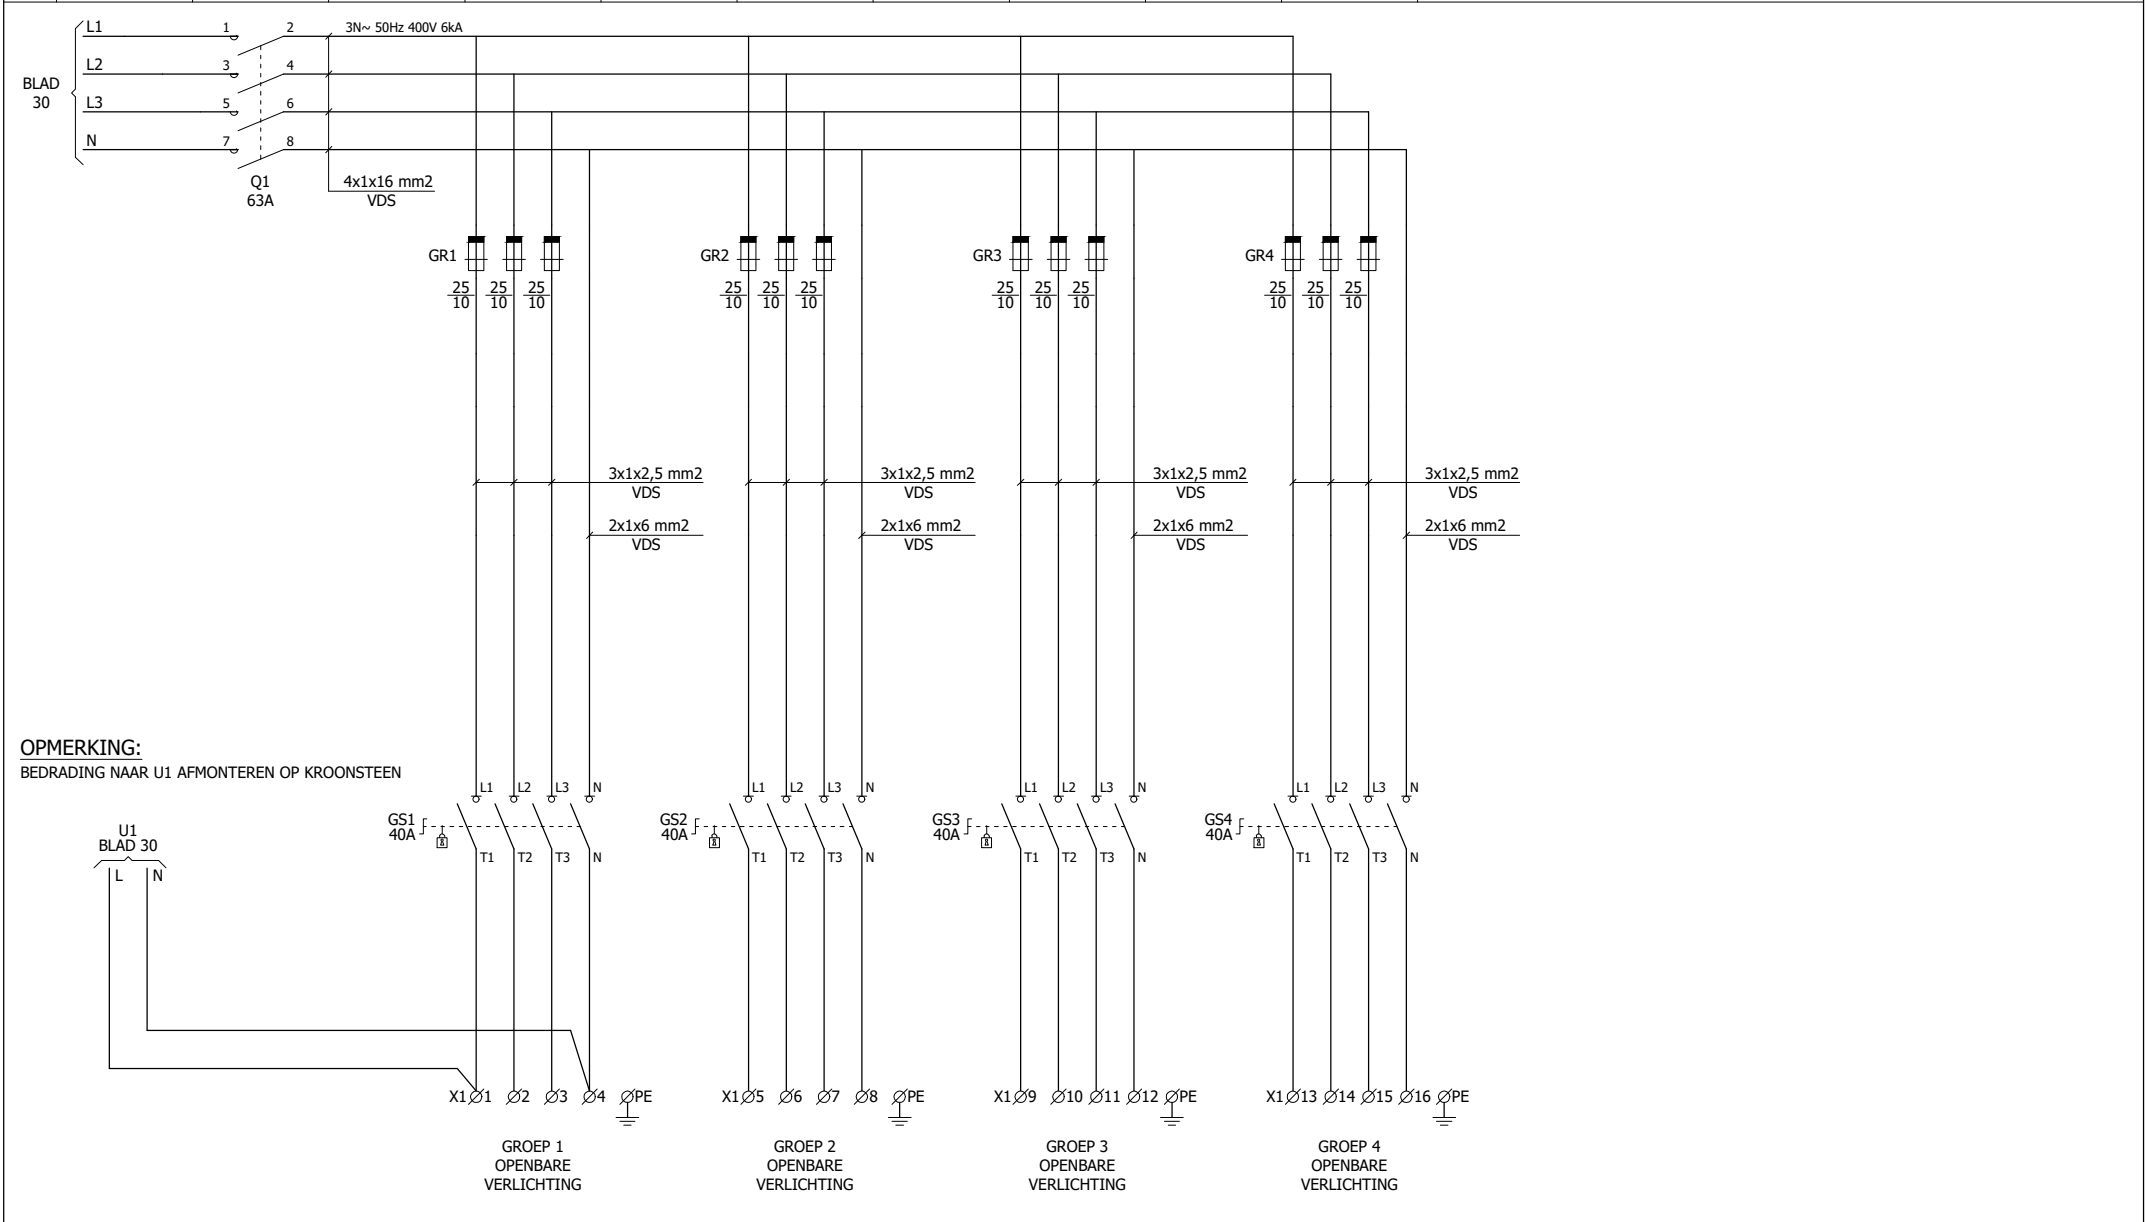 L1 1 2 3N~ 50Hz 400V 6kA
L2 3 4
BLAD
30
L3 5 6
N 7 8
Q1
63A
4x1x16 mm2
VDS
GR1 GR2 GR3 GR4
25 25 25 25 25 25 25 25 25 25 25 25
10 10 10 10 10 10 10 10 10 10 10 10
3x1x2,5 mm2 3x1x2,5 mm2 3x1x2,5 mm2 3x1x2,5 mm2
VDS VDS VDS VDS
2x1x6 mm2 2x1x6 mm2 2x1x6 mm2 2x1x6 mm2
VDS VDS VDS VDS
OPMERKING:
BEDRADING NAAR U1 AFMONTEREN OP KROONSTEEN
L1 L2 L3 N L1 L2 L3 N L1 L2 L3 N L1 L2 L3 N
GS1 GS2 GS3 GS4
40A 40A 40A 40A
8 8 8 8
T1 T2 T3 N T1 T2 T3 N T1 T2 T3 N T1 T2 T3 N
U1
BLAD 30
L N
X1 1 2 3 4 PE X1 5 6 7 8 PE X1 9 10 11 12 PE X1 13 14 15 16 PE
GROEP 1
OPENBARE
VERLICHTING
GROEP 2
OPENBARE
VERLICHTING
GROEP 3
OPENBARE
VERLICHTING
GROEP 4
OPENBARE
VERLICHTING